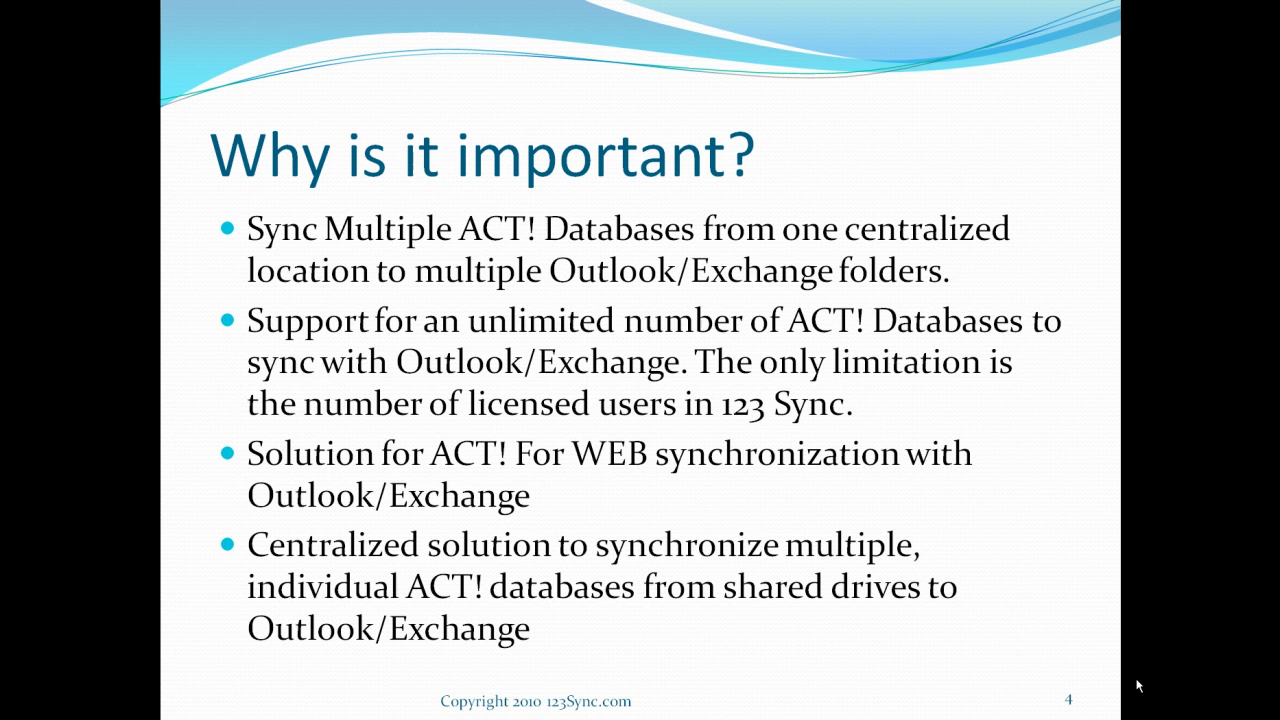 Why is it important?
Sync Multiple ACT! Databases from one centralized
location to multiple Outlook/Exchange folders.
Support for an unlimited number of ACT! Databases to
sync with Outlook/Exchange. The only limitation is
the number of licensed users in 123 Sync.
Solution for ACT! For WEB synchronization with
Outlook/Exchange
Centralized solution to synchronize multiple,
individual ACT! databases from shared drives to
Outlook/Exchange
Copyright 2010 123Sync.com
4